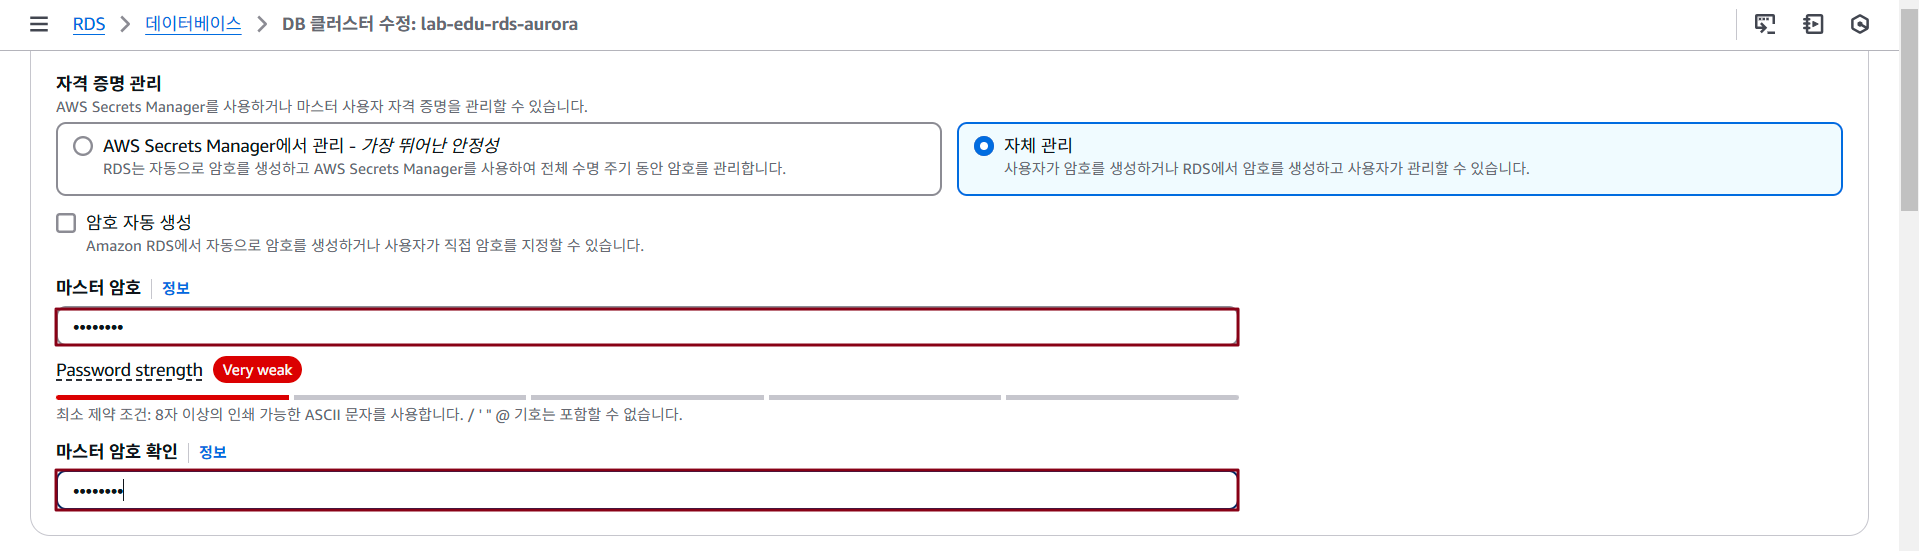 RDS > 데이터베이스 > DB 클러스터 수정: lab-edu-rds-aurora
자격 증명 관리
AWS Secrets Manager를 사용하거나 마스터 사용자 자격 증명을 관리할 수 있습니다.
AWS Secrets Manager에서 관리 - 가장 뛰어난 안정성
RDS는 자동으로 암호를 생성하고 AWS Secrets Manager를 사용하여 전체 수명 주기 동안 암호를 관리합니다.
자체 관리
사용자가 암호를 생성하거나 RDS에서 암호를 생성하고 사용자가 관리할 수 있습니다.
암호 자동 생성
Amazon RDS에서 자동으로 암호를 생성하거나 사용자가 직접 암호를 지정할 수 있습니다.
마스터 암호 정보
••••••••
Password strength Very weak
최소 제약 조건: 8자 이상의 인쇄 가능한 ASCII 문자를 사용합니다. / ' " @ 기호는 포함할 수 없습니다.
마스터 암호 확인 정보
••••••••